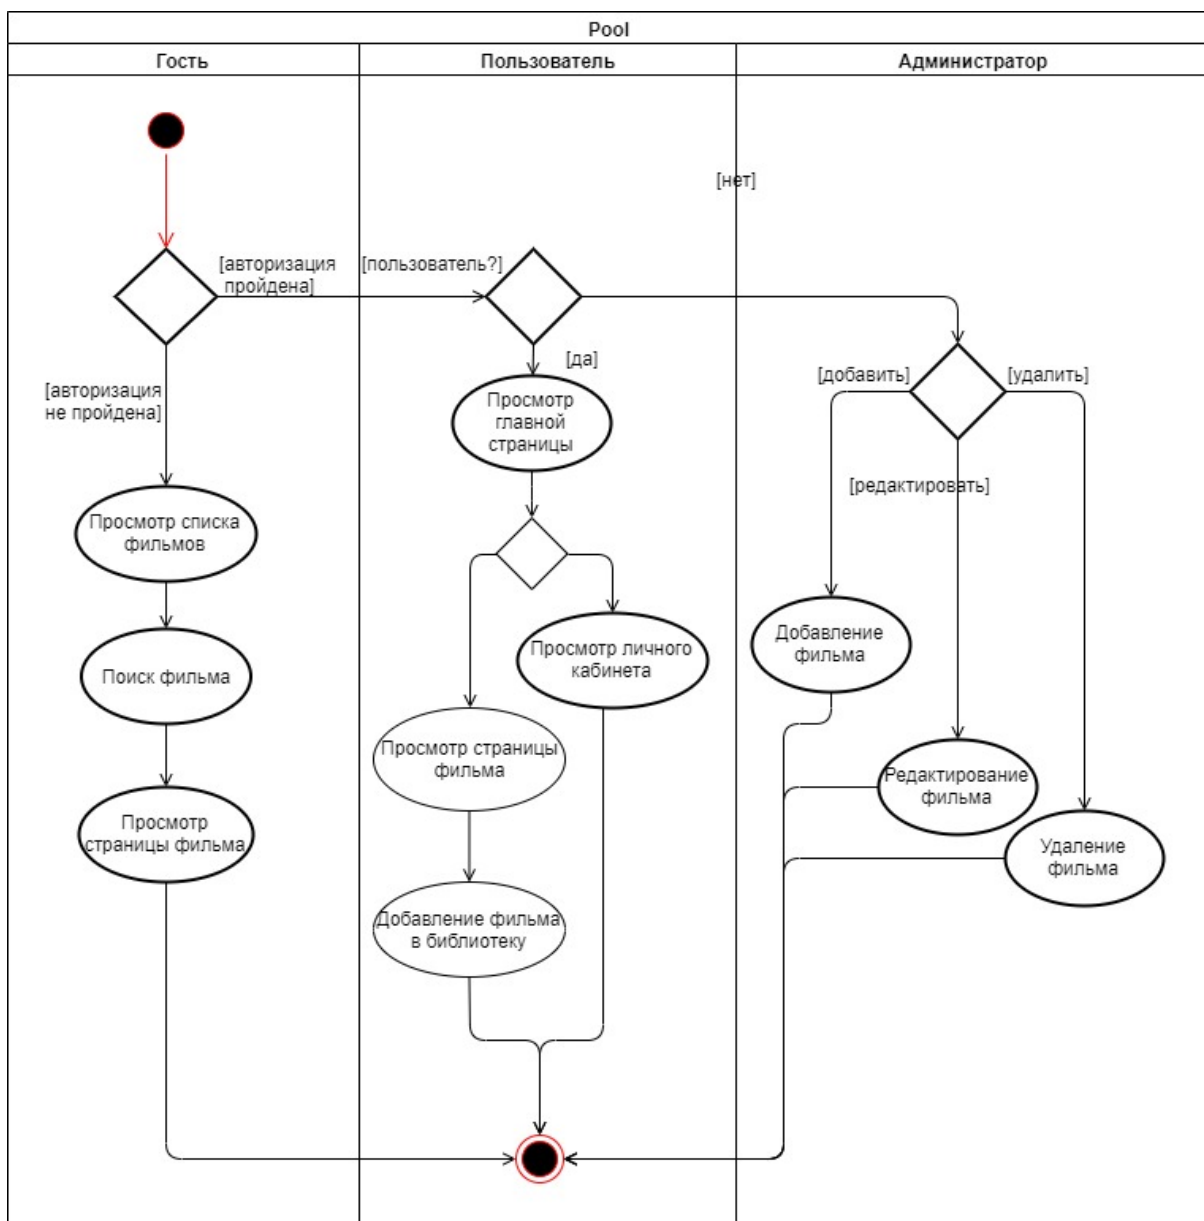 Pool
Гость
Пользователь
Администратор
[нет]
[авторизация
пройдена]
[пользователь?]
[да]
[добавить]
[удалить]
[авторизация
не пройдена]
Просмотр
главной
страницы
[редактировать]
Просмотр списка
фильмов
Добавление
фильма
Просмотр личного
кабинета
Поиск фильма
Просмотр страницы
фильма
Редактирование
фильма
Просмотр
страницы фильма
Удаление
фильма
Добавление фильма
в библиотеку